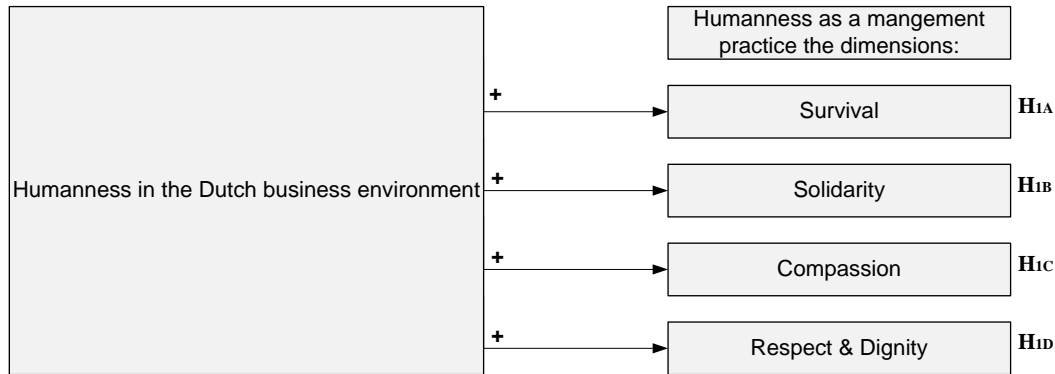 Humanness as a mangement
practice the dimensions:
+
Survival
H1A
Humanness in the Dutch business environment
+
Solidarity
H1B
+
Compassion
H1C
+
Respect & Dignity
H1D